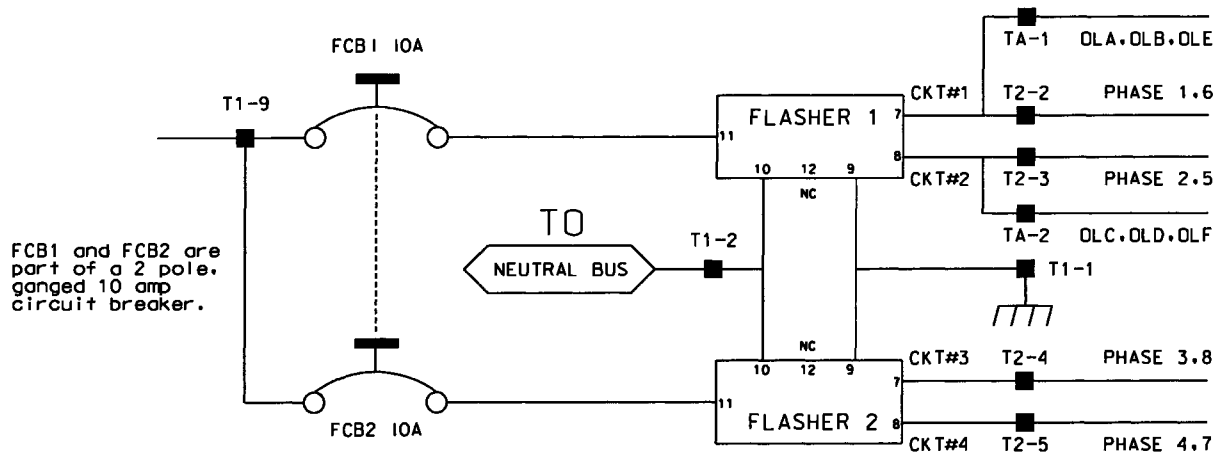 FCB1 10A
T1-9
TA-1 OLA.OLB.OLE
CKT#1 T2-2 PHASE 1.6
FLASHER 1
11
7
8
10 12 9
NC
CKT#2 T2-3 PHASE 2.5
TA-2 OLC.OLD.OLF
TO
NEUTRAL BUS
T1-2
T1-1
FCB1 and FCB2 are
part of a 2 pole.
ganged 10 amp
circuit breaker.
NC
10 12 9
CKT#3 T2-4 PHASE 3.8
7
11
FLASHER 2
8
FCB2 10A
CKT#4 T2-5 PHASE 4.7